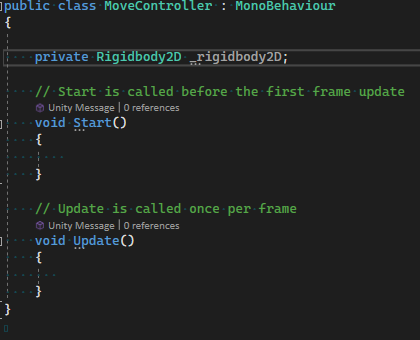 public class MoveController : MonoBehaviour
{
private Rigidbody2D _rigidbody2D;
// Start is called before the first frame update
Unity Message | 0 references
void Start()
{
}
// Update is called once per frame
Unity Message | 0 references
void Update()
{
}
}